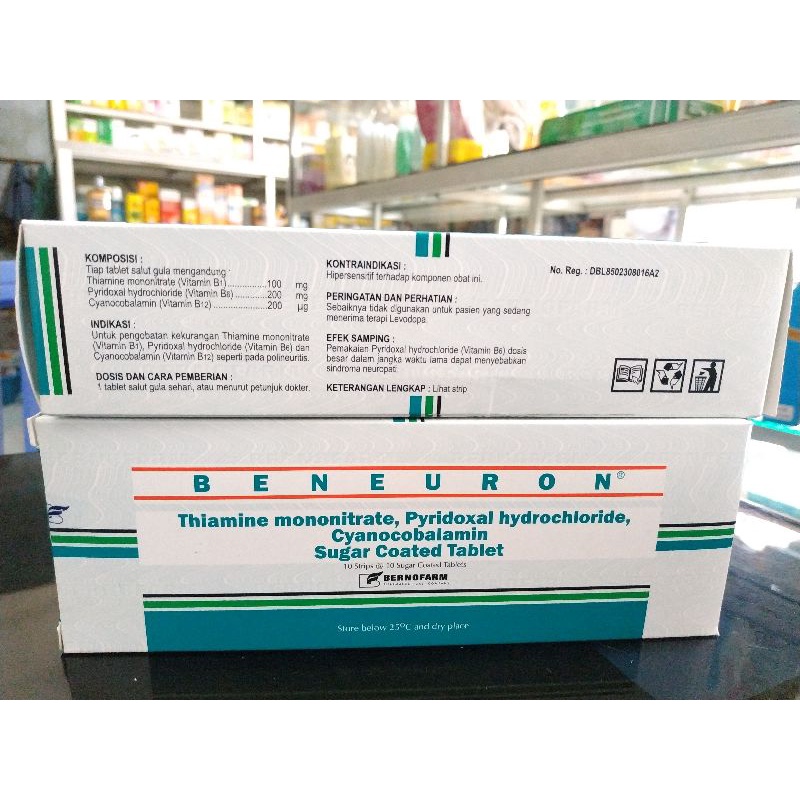 KOMPOSISI :
Tiap tablet salut gula mengandung :
Thiamine mononitrate (Vitamin B1)................100 mg
Pyridoxal hydrochloride (Vitamin B6)............200 mg
Cyanocobalamin (Vitamin B12)....................200 µg
INDIKASI :
Untuk pengobatan kekurangan Thiamine mononitrate
(Vitamin B1), Pyridoxal hydrochloride (Vitamin B6) dan
Cyanocobalamin (Vitamin B12) seperti pada polineuritis.
DOSIS DAN CARA PEMBERIAN :
1 tablet salut gula sehari, atau menurut petunjuk dokter.
KONTRAINDIKASI :
Hipersensitif terhadap komponen obat ini.
PERINGATAN DAN PERHATIAN :
Sebaiknya tidak digunakan untuk pasien yang sedang
menerima terapi Levodopa.
EFEK SAMPING :
Pemakaian Pyridoxal hydrochloride (Vitamin B6) dosis
besar dalam jangka waktu lama dapat menyebabkan
sindroma neuropati.
KETERANGAN LENGKAP : Lihat strip
No. Reg. : DBL8502308016A2
BENEURON®
Thiamine mononitrate, Pyridoxal hydrochloride,
Cyanocobalamin
Sugar Coated Tablet
10 Strips @ 10 Sugar Coated Tablets
BERNOFARM
Store below 25°C and dry place